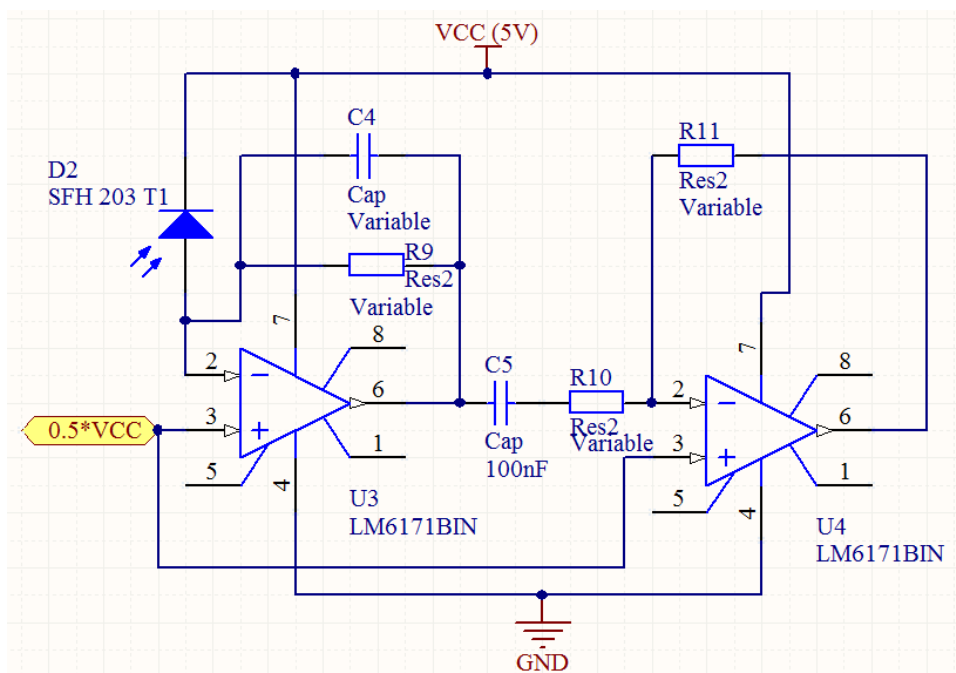 VCC (5V)
C4
Cap
Variable
R11
Res2
Variable
D2
SFH 203 T1
R9
Res2
Variable
7
8
2
3
6
1
5
4
0.5*VCC
U3
LM6171BIN
C5
Cap
100nF
R10
Res2
Variable
7
8
2
3
6
1
5
4
U4
LM6171BIN
GND